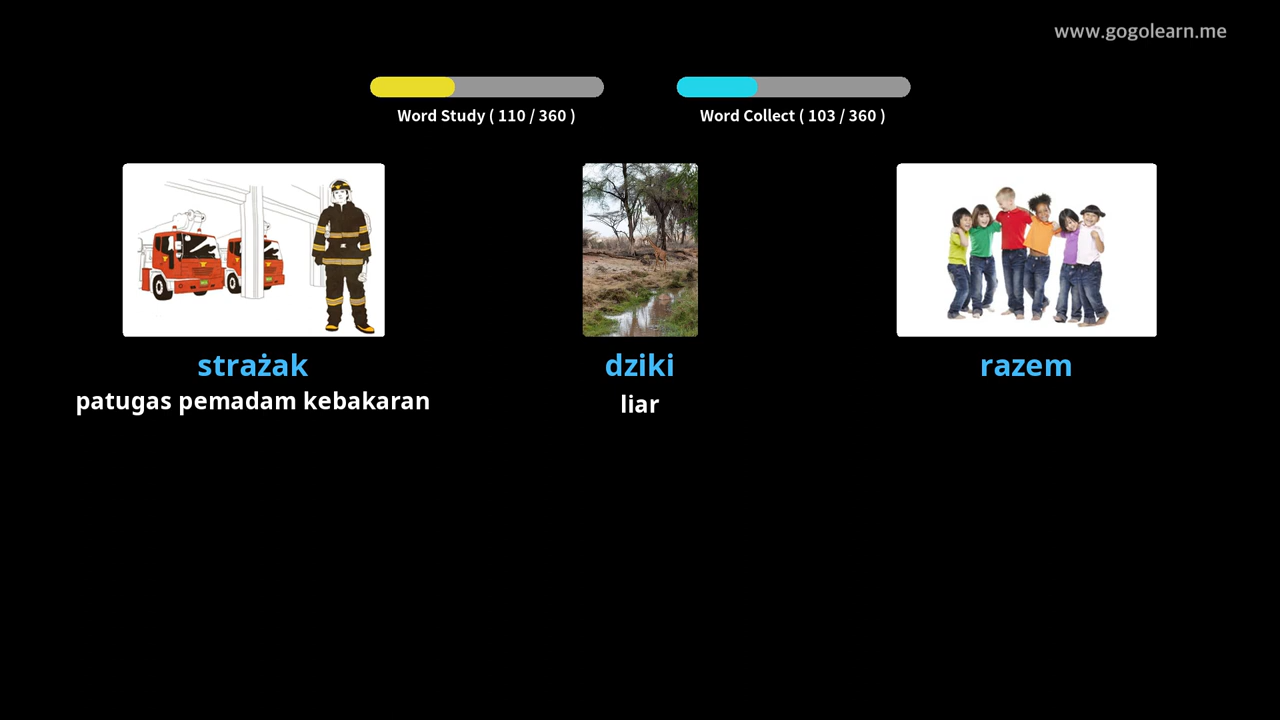 www.gogolearn.me
Word Study ( 110 / 360 )
Word Collect ( 103 / 360 )
strażak
dziki
razem
patugas pemadam kebakaran
liar